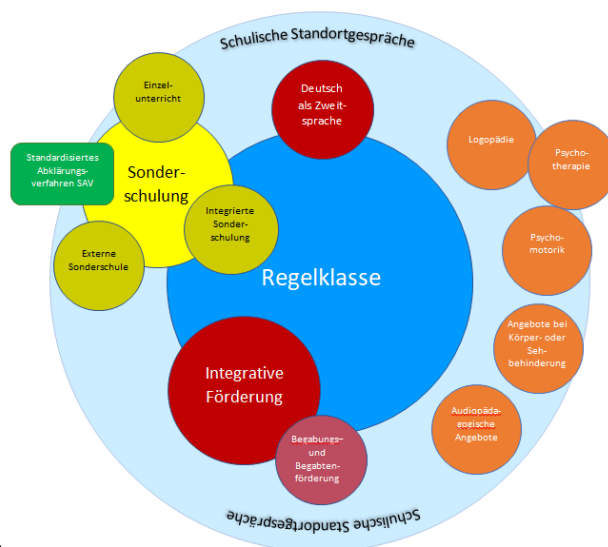 Schulische Standortgespräche
Einzel-
unterricht
Deutsch
als Zweit-
sprache
Logopädie
Psycho-
therapie
Standardisiertes
Abklärungs-
verfahren SAV
Sonder-
schulung
Integrierte
Sonder-
schulung
Externe
Sonderschule
Psycho-
motorik
Regelklasse
Angebote bei
Körper- oder
Seh-
behinderung
Integrative
Förderung
Audiopäda-
gogische
Angebote
Begabungs-
und
Begabten-
förderung
Schulische Standortgespräche